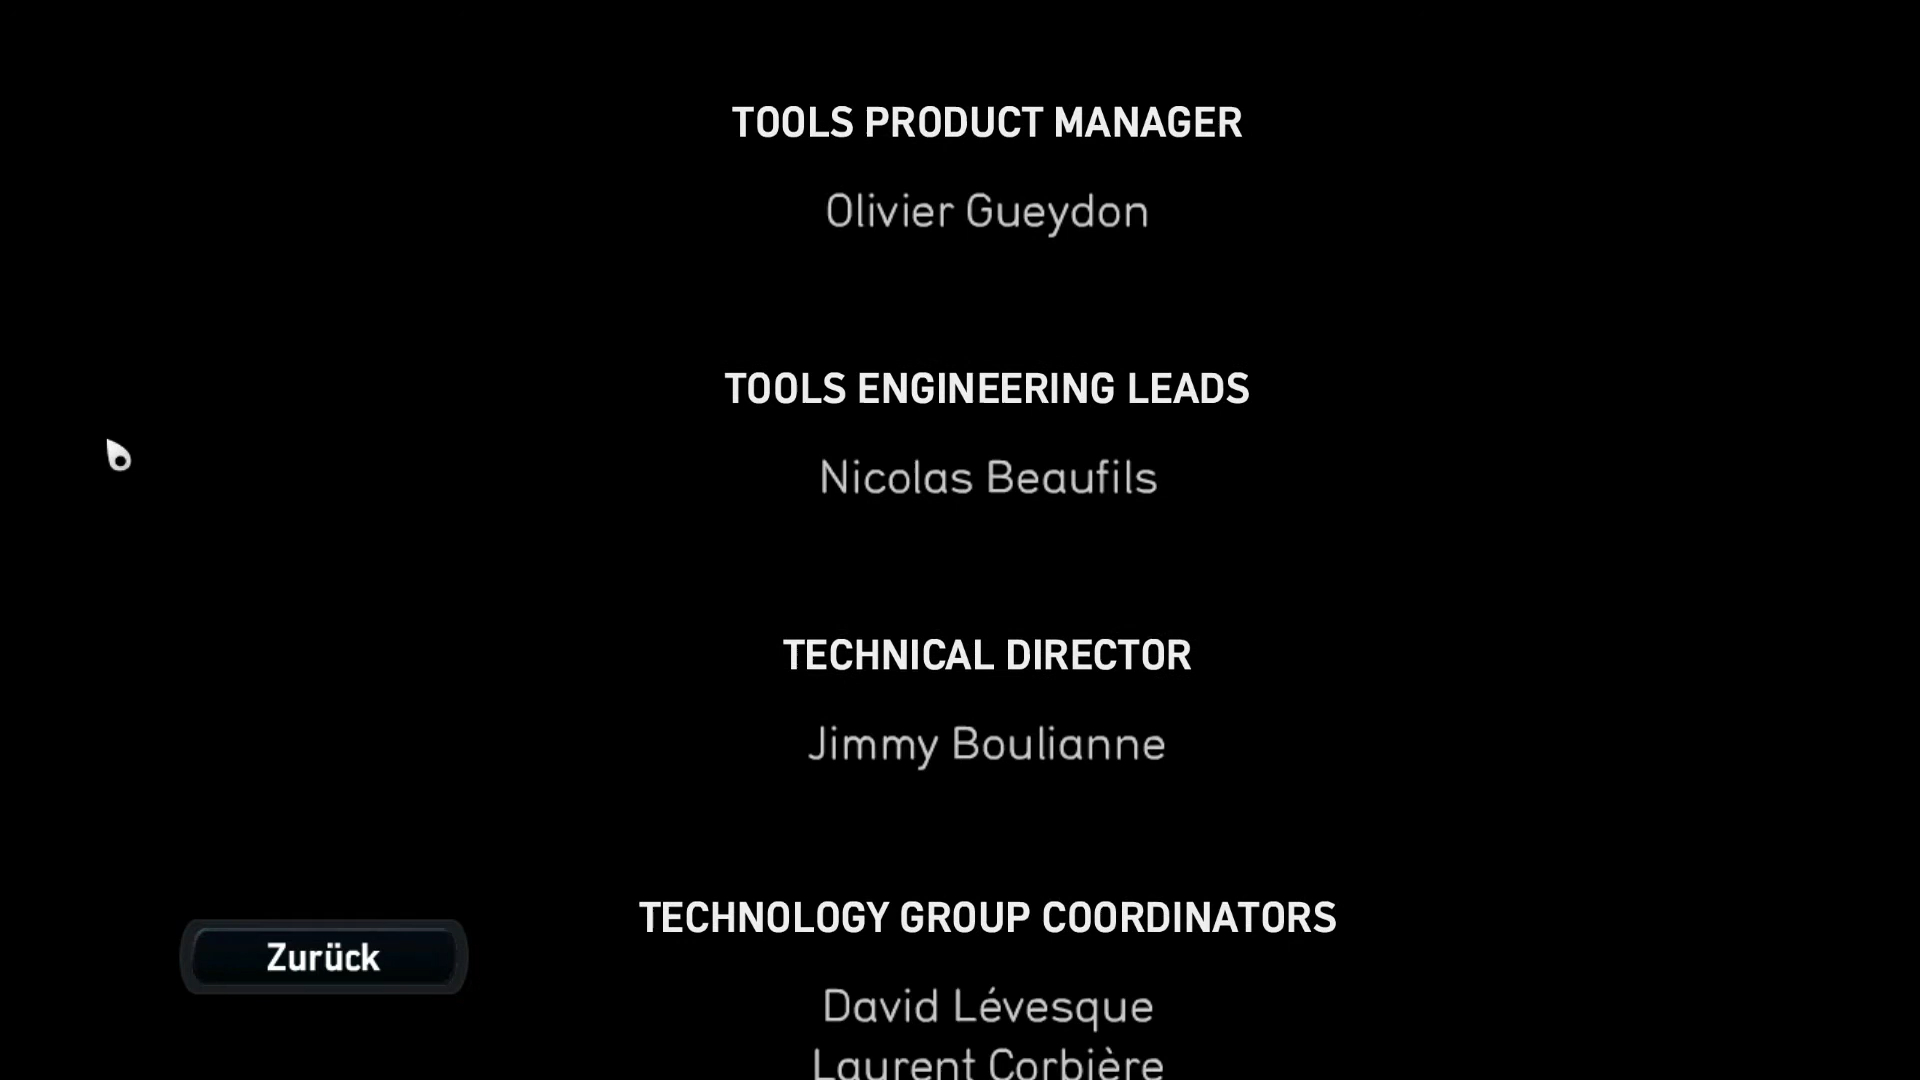 TOOLS PRODUCT MANAGER
Olivier Gueydon
TOOLS ENGINEERING LEADS
Nicolas Beaufils
TECHNICAL DIRECTOR
Jimmy Boulianne
TECHNOLOGY GROUP COORDINATORS
Zurück
David Lévesque
Laurent Corbière